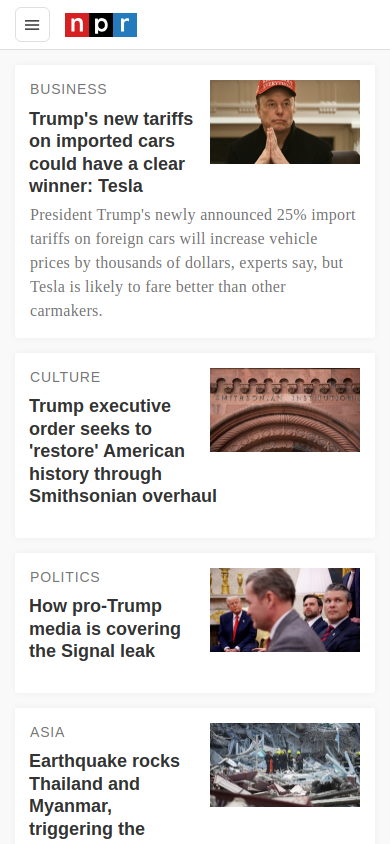 npr
BUSINESS
Trump's new tariffs
on imported cars
could have a clear
winner: Tesla
President Trump's newly announced 25% import
tariffs on foreign cars will increase vehicle
prices by thousands of dollars, experts say, but
Tesla is likely to fare better than other
carmakers.
CULTURE
Trump executive
order seeks to
'restore' American
history through
Smithsonian overhaul
POLITICS
How pro-Trump
media is covering
the Signal leak
ASIA
Earthquake rocks
Thailand and
Myanmar,
triggering the